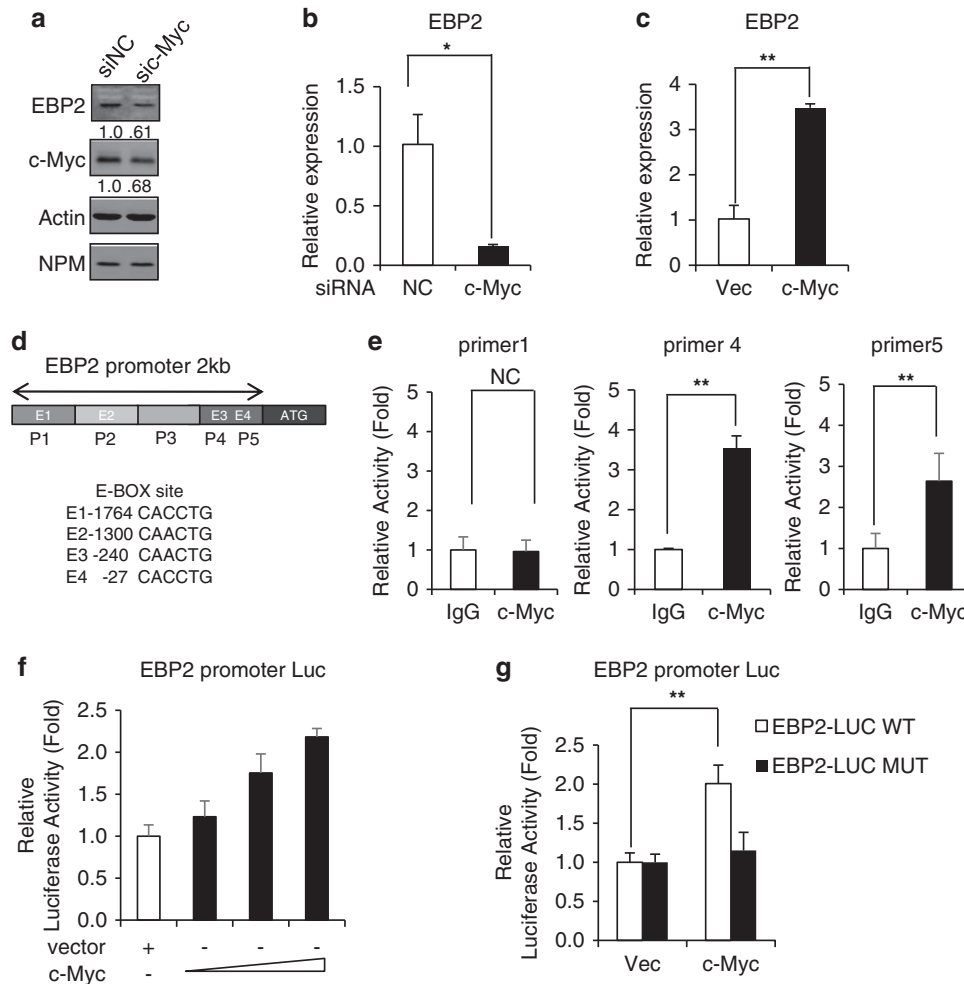 a
siNC sic-Myc
EBP2
1.0 .61
c-Myc
1.0 .68
Actin
NPM
b
EBP2
*
Relative expression
1.5
1.0
0.5
0.0
siRNA NC c-Myc
c
EBP2
**
Relative expression
4
3
2
1
0
Vec c-Myc
d
EBP2 promoter 2kb
E1 E2 E3 E4 ATG
P1 P2 P3 P4 P5
E-BOX site
E1-1764 CACCTG
E2-1300 CAACTG
E3 -240 CAACTG
E4 -27 CACCTG
e
primer1
NC
Relative Activity (Fold)
5
4
3
2
1
0
IgG c-Myc
primer 4
**
Relative Activity (Fold)
5
4
3
2
1
0
IgG c-Myc
primer5
**
Relative Activity (Fold)
5
4
3
2
1
0
IgG c-Myc
f
EBP2 promoter Luc
Relative
Luciferase Activity (Fold)
2.5
2.0
1.5
1.0
0.5
0.0
vector + - - -
c-Myc -
g
EBP2 promoter Luc
**
EBP2-LUC WT
EBP2-LUC MUT
Relative
Luciferase Activity (Fold)
2.5
2.0
1.5
1.0
0.5
0.0
Vec c-Myc